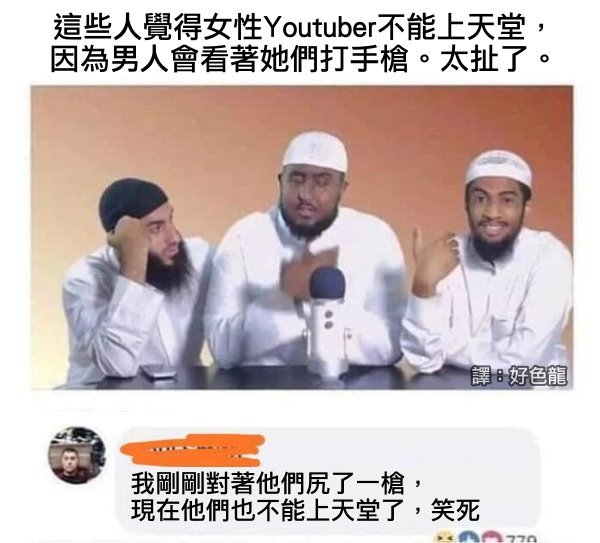 這些人覺得女性Youtuber不能上天堂，
因為男人會看著她們打手槍。太扯了。
譯：好色龍
我剛剛對著他們尻了一槍，
現在他們也不能上天堂了，笑死
779